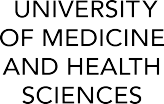 UNIVERSITY
OF MEDICINE
AND HEALTH
SCIENCES